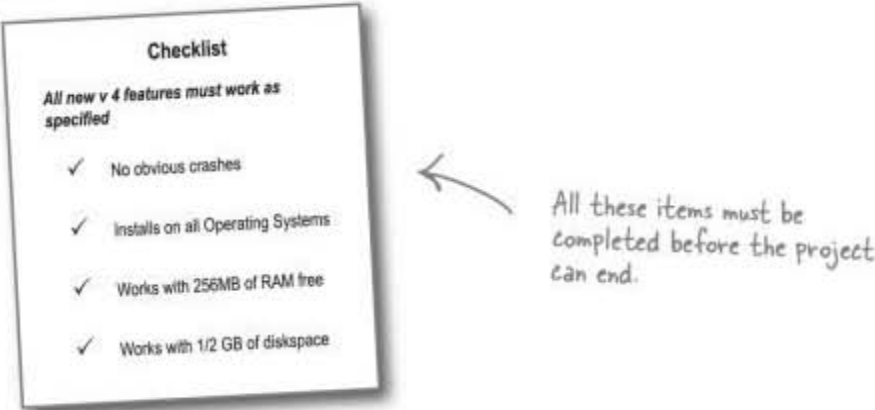 Checklist
All new v 4 features must work as
specified
✓ No obvious crashes
✓ Installs on all Operating Systems
✓ Works with 256MB of RAM free
✓ Works with 1/2 GB of diskspace
All these items must be
completed before the project
can end.